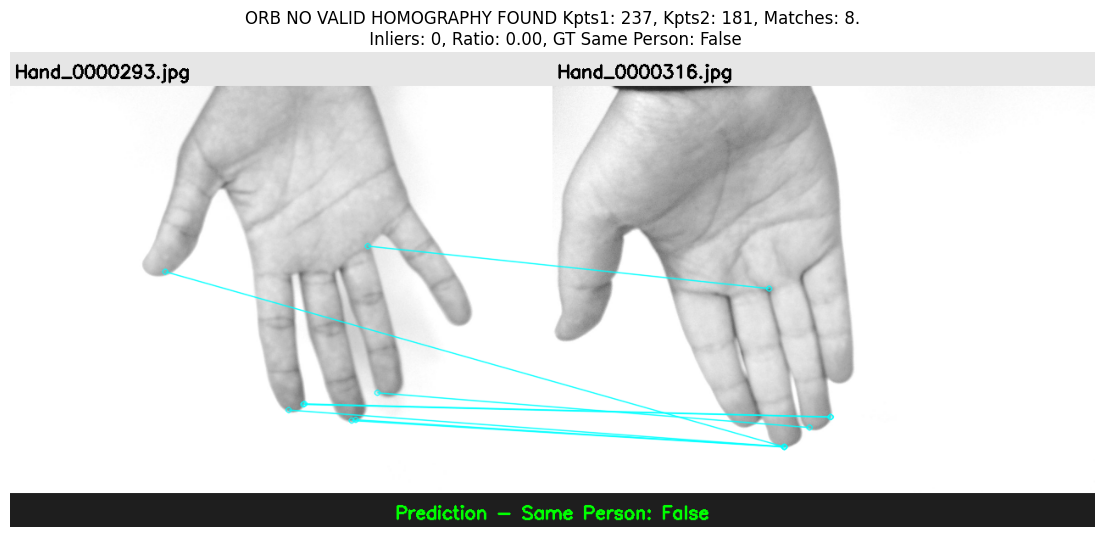 ORB NO VALID HOMOGRAPHY FOUND Kpts1: 237, Kpts2: 181, Matches: 8.
Inliers: 0, Ratio: 0.00, GT Same Person: False
Hand_0000293.jpg
Hand_0000316.jpg
Prediction - Same Person: False